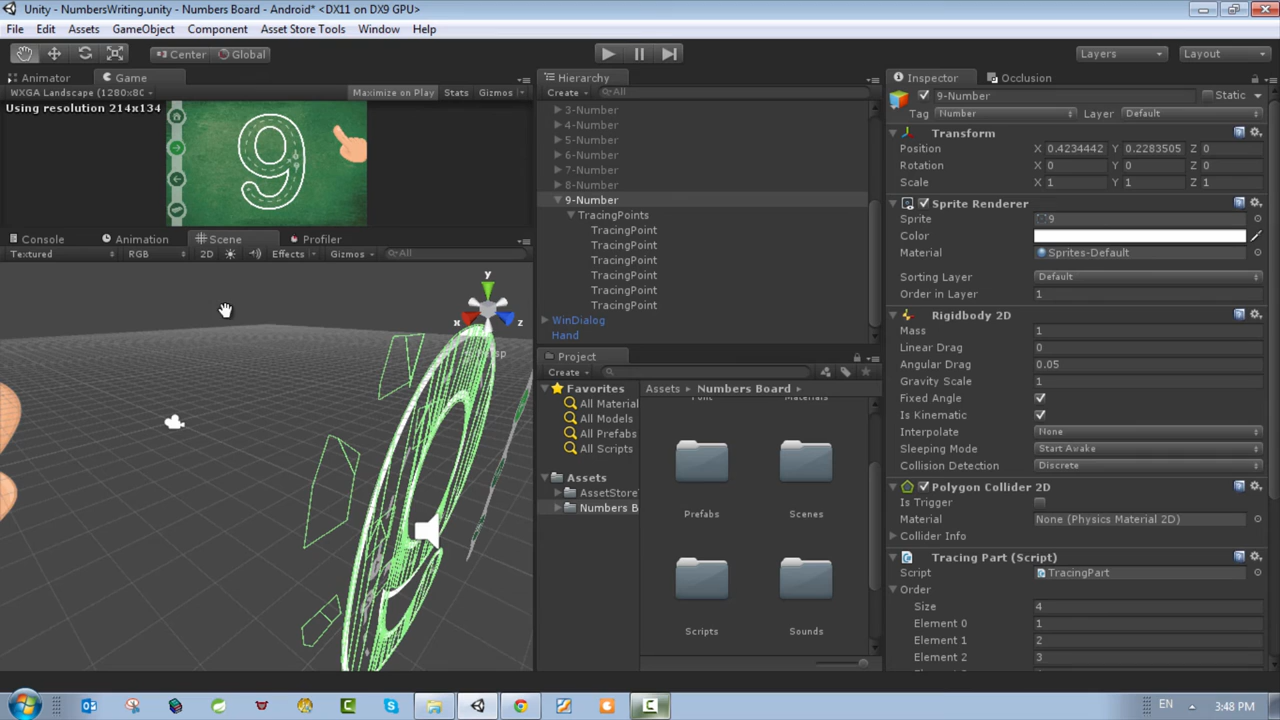 Unity - NumbersWriting.unity - Numbers Board - Android* <DX11 on DX9 GPU>
File Edit Assets GameObject Component Asset Store Tools Window Help
Center Global Layers Layout
Animator Game
WXGA Landscape (1280x8C Maximize on Play Stats Gizmos
Using resolution 214x134
9
Console Animation Scene Profiler
Textured RGB 2D Effects Gizmos All
y
x z
Hierarchy
Create All
3-Number
4-Number
5-Number
6-Number
7-Number
8-Number
9-Number
TracingPoints
TracingPoint
TracingPoint
TracingPoint
TracingPoint
TracingPoint
TracingPoint
WinDialog
Hand
Project
Create
Favorites
All Material
All Models
All Prefabs
All Scripts
Assets
AssetStore
Numbers B
Assets Numbers Board
Prefabs Scenes
Scripts Sounds
Inspector Occlusion
9-Number Static
Tag Number Layer Default
Transform
Position X 0.4234442 Y 0.2283505 Z 0
Rotation X 0 Y 0 Z 0
Scale X 1 Y 1 Z 1
Sprite Renderer
Sprite 9
Color
Material Sprites-Default
Sorting Layer Default
Order in Layer 1
Rigidbody 2D
Mass 1
Linear Drag 0
Angular Drag 0.05
Gravity Scale 1
Fixed Angle
Is Kinematic
Interpolate None
Sleeping Mode Start Awake
Collision Detection Discrete
Polygon Collider 2D
Is Trigger
Material None (Physics Material 2D)
Collider Info
Tracing Part (Script)
Script TracingPart
Order
Size 4
Element 0 1
Element 1 2
Element 2 3
EN 3:48 PM